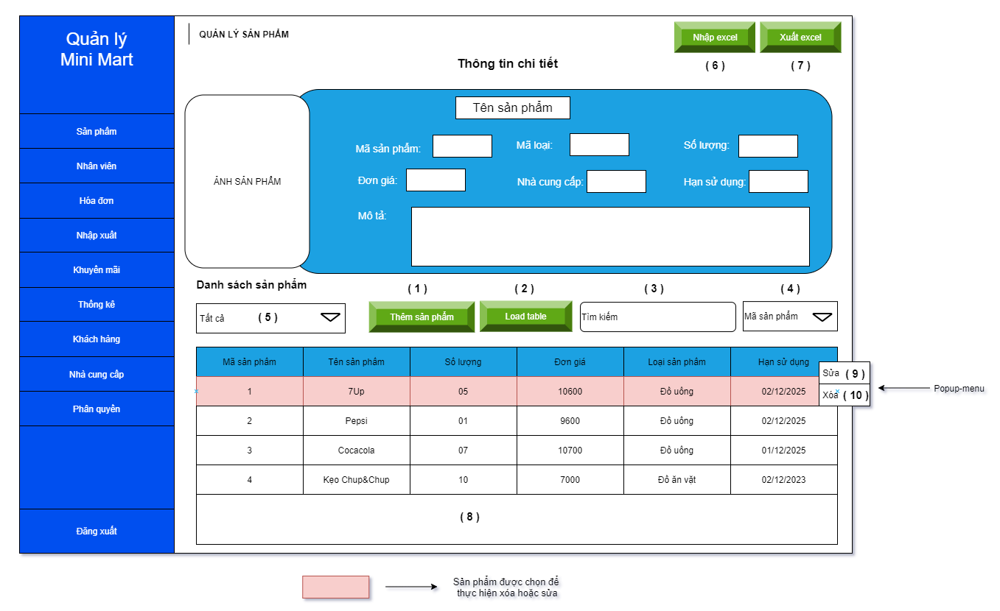 Quản lý
Mini Mart
Sản phẩm
Nhân viên
Hóa đơn
Nhập xuất
Khuyến mãi
Thống kê
Khách hàng
Nhà cung cấp
Phân quyền
Đăng xuất
QUẢN LÝ SẢN PHẨM
Nhập excel
Xuất excel
( 6 )
( 7 )
Thông tin chi tiết
ẢNH SẢN PHẨM
Tên sản phẩm
Mã sản phẩm:
Mã loại:
Số lượng:
Đơn giá:
Nhà cung cấp:
Hạn sử dụng:
Mô tả:
Danh sách sản phẩm
( 1 )
( 2 )
( 3 )
( 4 )
Tất cả
( 5 )
Thêm sản phẩm
Load table
Tìm kiếm
Mã sản phẩm
Mã sản phẩm Tên sản phẩm Số lượng Đơn giá Loại sản phẩm Hạn sử dụng
1 7Up 05 10600 Đồ uống 02/12/2025
2 Pepsi 01 9600 Đồ uống 02/12/2025
3 Cocacola 07 10700 Đồ uống 01/12/2025
4 Kẹo Chup&Chup 10 7000 Đồ ăn vặt 02/12/2023
( 8 )
Sửa ( 9 )
Xóa ( 10 )
Popup-menu
Sản phẩm được chọn để
thực hiện xóa hoặc sửa